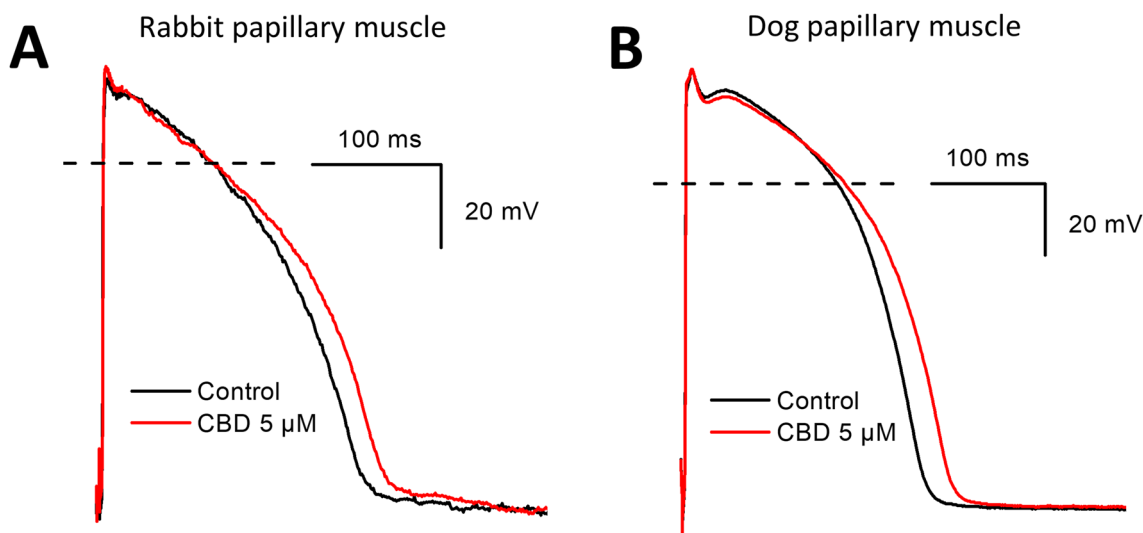 A
Rabbit papillary muscle
100 ms
20 mV
Control
CBD 5 µM
B
Dog papillary muscle
100 ms
20 mV
Control
CBD 5 µM